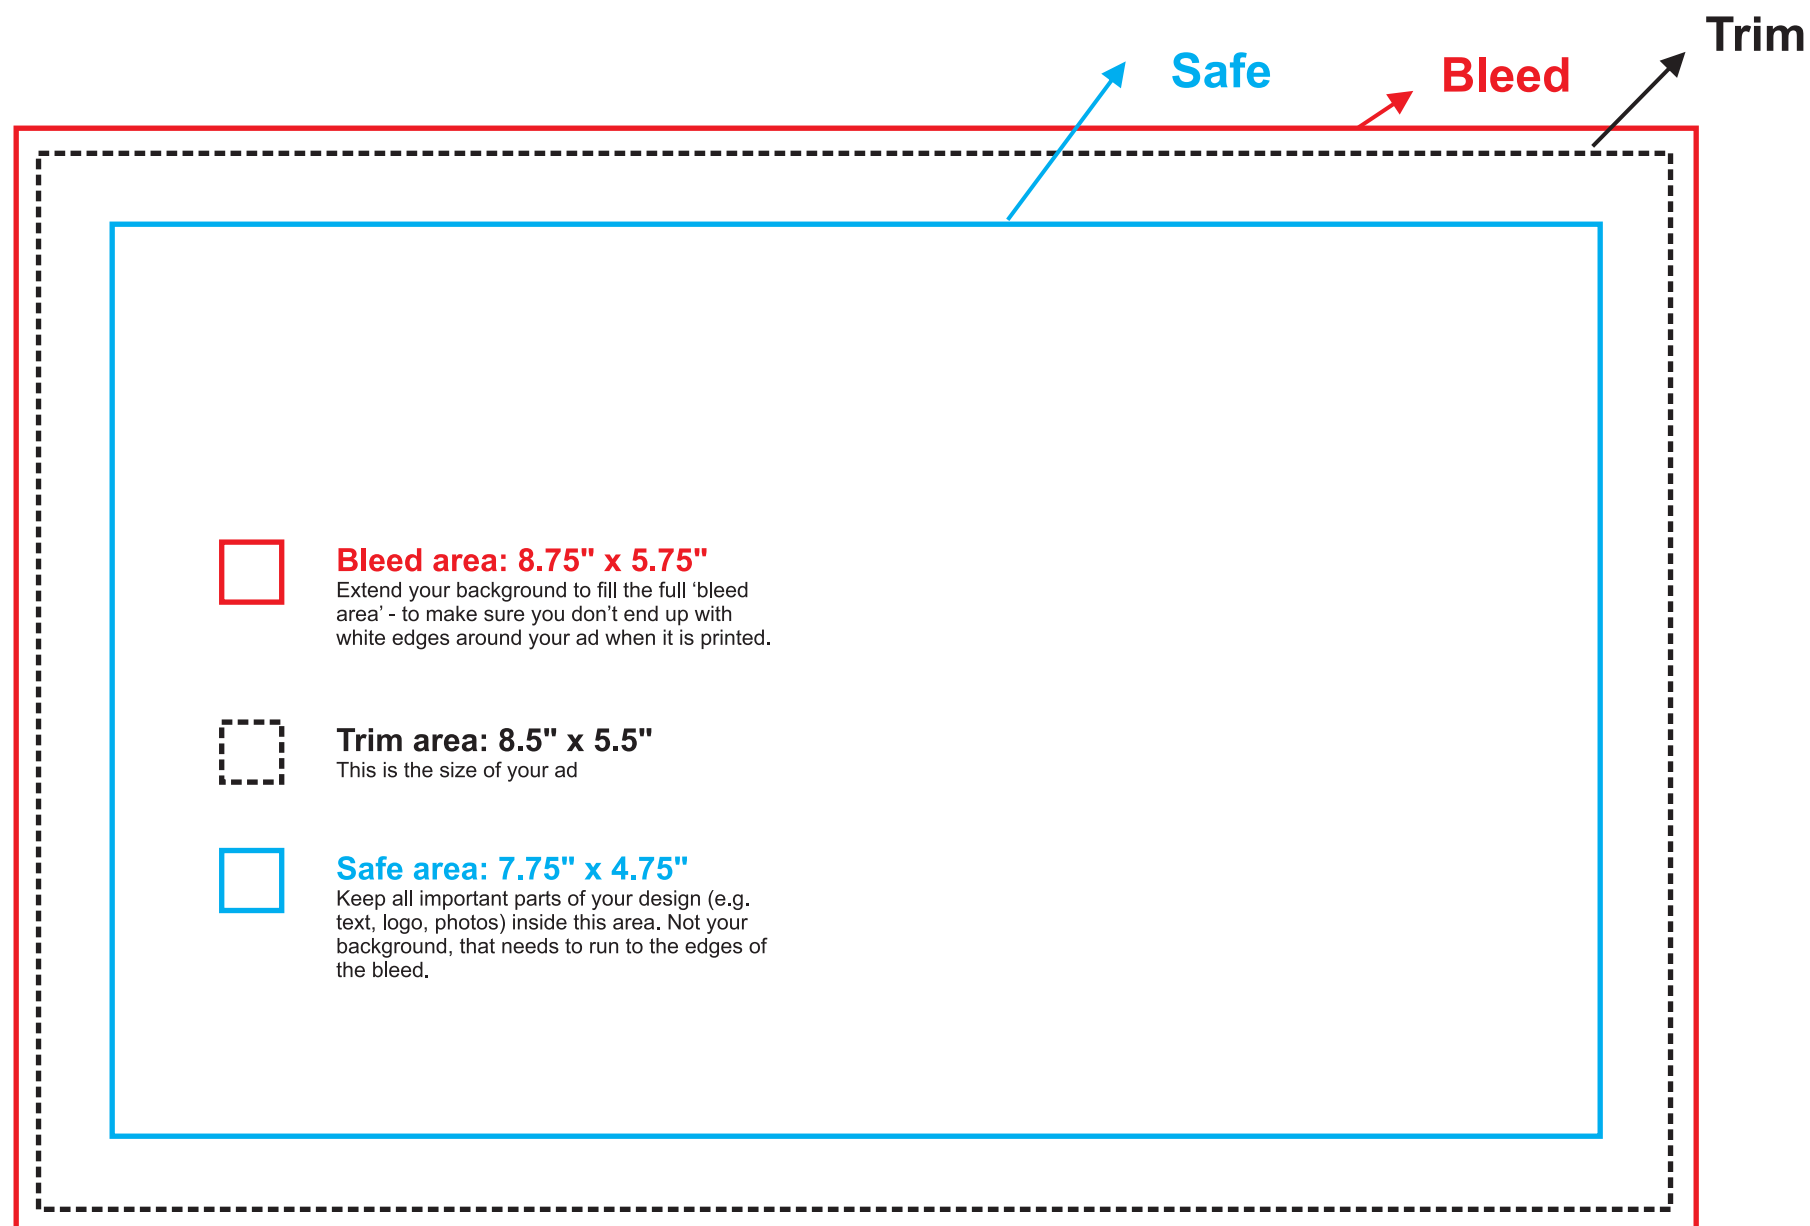 Trim
Safe
Bleed
Bleed area: 8.75" x 5.75"
Extend your background to fill the full ‘bleed
area’ - to make sure you don’t end up with
white edges around your ad when it is printed.
Trim area: 8.5" x 5.5"
This is the size of your ad
Safe area: 7.75" x 4.75"
Keep all important parts of your design (e.g.
text, logo, photos) inside this area. Not your
background, that needs to run to the edges of
the bleed.